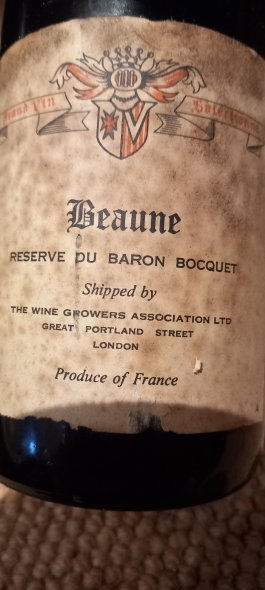 Beaune
RESERVE DU BARON BOCQUET
Shipped by
THE WINE GROWERS ASSOCIATION LTD
GREAT PORTLAND STREET
LONDON
Produce of France